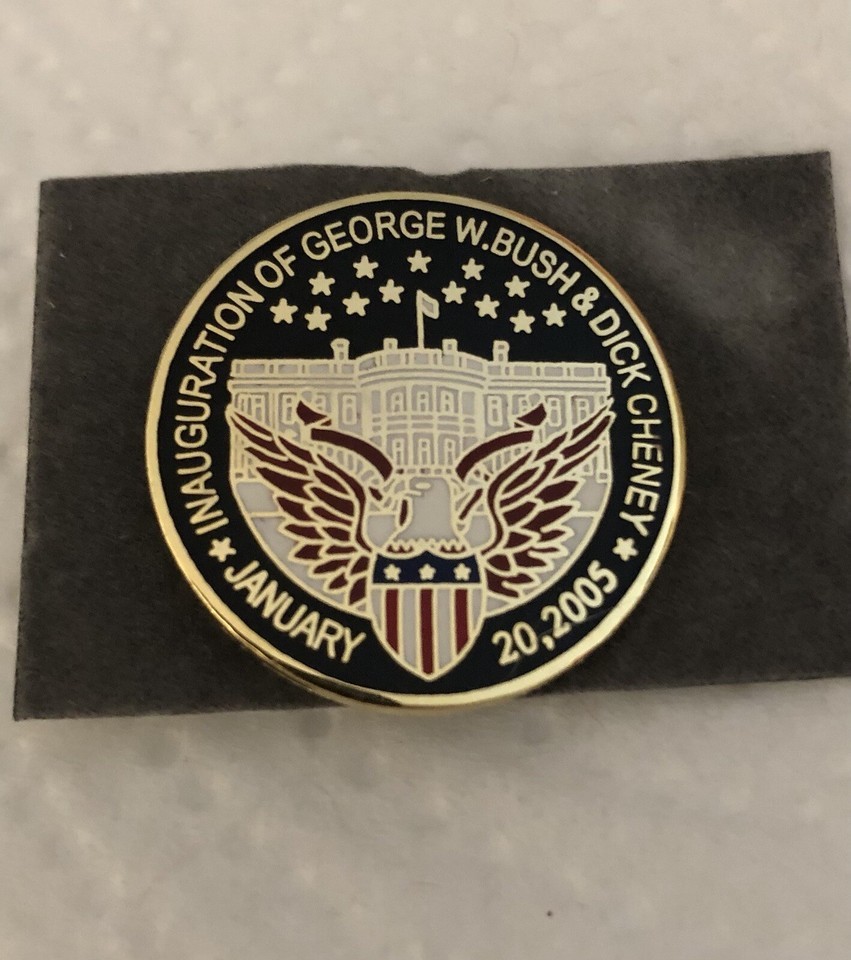 INAUGURATION OF GEORGE W.BUSH & DICK CHENEY
JANUARY 20,2005